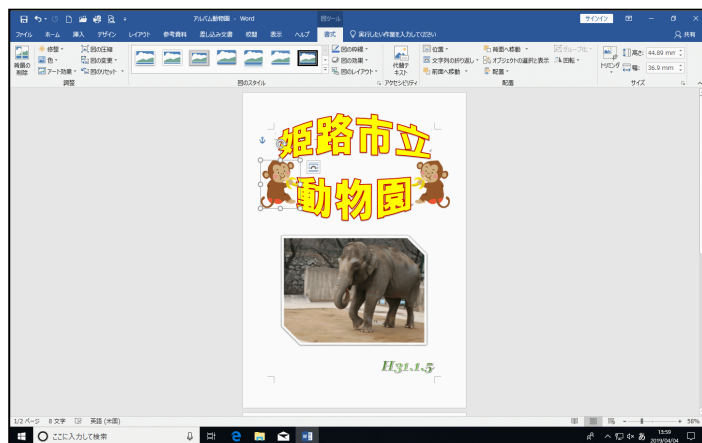 アルバム動物園 - Word
図ツール
サインイン
ファイル ホーム 挿入 デザイン レイアウト 参考資料 差し込み文書 校閲 表示 ヘルプ 書式 実行したい作業を入力してください 共有
背景の削除
修整
色
アート効果
図の圧縮
図の変更
図のリセット
調整
図のスタイル
図の枠線
図の効果
図のレイアウト
代替テキスト
アクセシビリティ
位置
文字列の折り返し
前面へ移動
背面へ移動
オブジェクトの選択と表示
配置
グループ化
回転
配置
トリミング
高さ: 44.69 mm
幅: 36.9 mm
サイズ
姫路市立
動物園
H31.1.5
1/2 ページ 8 文字 英語 (米国) 58%
ここに入力して検索
あ
13:59
2019/04/04